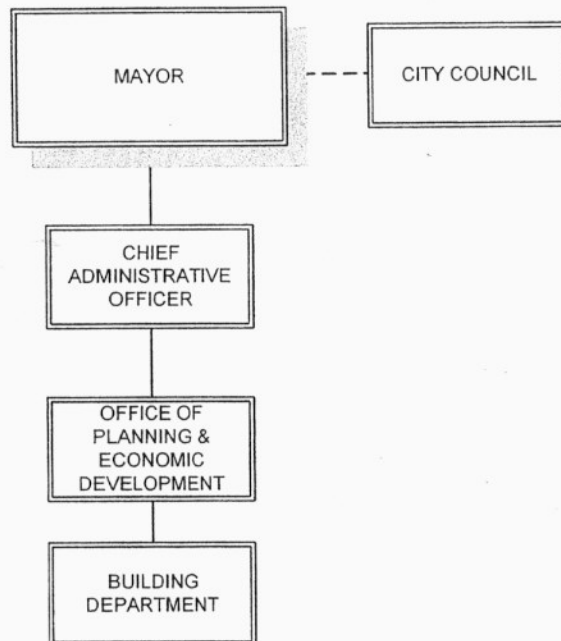 MAYOR
CITY COUNCIL
CHIEF
ADMINISTRATIVE
OFFICER
OFFICE OF
PLANNING &
ECONOMIC
DEVELOPMENT
BUILDING
DEPARTMENT